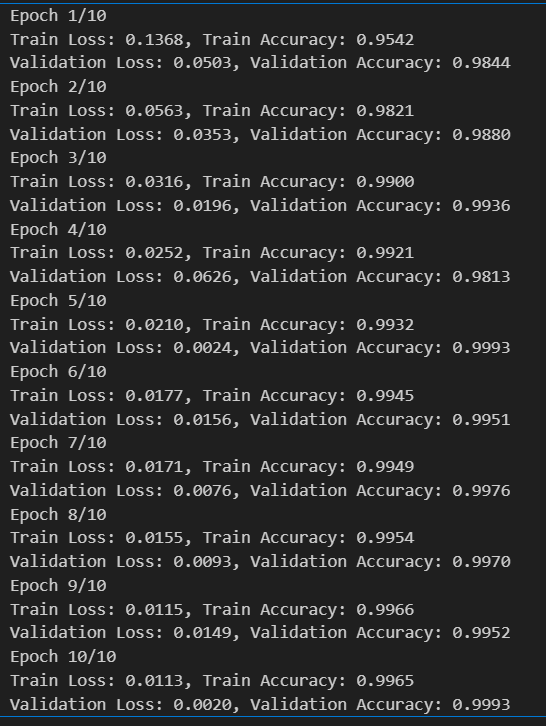 Epoch 1/10
Train Loss: 0.1368, Train Accuracy: 0.9542
Validation Loss: 0.0503, Validation Accuracy: 0.9844
Epoch 2/10
Train Loss: 0.0563, Train Accuracy: 0.9821
Validation Loss: 0.0353, Validation Accuracy: 0.9880
Epoch 3/10
Train Loss: 0.0316, Train Accuracy: 0.9900
Validation Loss: 0.0196, Validation Accuracy: 0.9936
Epoch 4/10
Train Loss: 0.0252, Train Accuracy: 0.9921
Validation Loss: 0.0626, Validation Accuracy: 0.9813
Epoch 5/10
Train Loss: 0.0210, Train Accuracy: 0.9932
Validation Loss: 0.0024, Validation Accuracy: 0.9993
Epoch 6/10
Train Loss: 0.0177, Train Accuracy: 0.9945
Validation Loss: 0.0156, Validation Accuracy: 0.9951
Epoch 7/10
Train Loss: 0.0171, Train Accuracy: 0.9949
Validation Loss: 0.0076, Validation Accuracy: 0.9976
Epoch 8/10
Train Loss: 0.0155, Train Accuracy: 0.9954
Validation Loss: 0.0093, Validation Accuracy: 0.9970
Epoch 9/10
Train Loss: 0.0115, Train Accuracy: 0.9966
Validation Loss: 0.0149, Validation Accuracy: 0.9952
Epoch 10/10
Train Loss: 0.0113, Train Accuracy: 0.9965
Validation Loss: 0.0020, Validation Accuracy: 0.9993